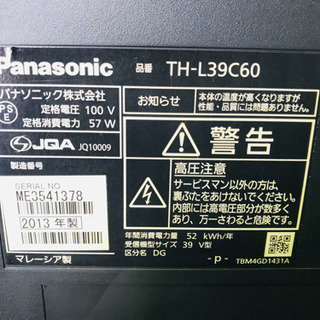 Panasonic
品番 TH-L39C60
パナソニック株式会社
定格電圧 100 V
定格消費電力 57 W
PS
E
JQA JQ10009
製造番号
SERIAL NO
ME3541378
2013 年製
マレーシア製
お知らせ
本体の温度が高くなりますが
性能・品質には問題ありません。
警告
高圧注意
サービスマン以外の方は、
裏ぶたをあけないでください。
内部には高電圧部分が数多く
あり、万一さわると危険です。
年間消費電力量 52 kWh/年
受信機型サイズ 39 V型
区分名 DG
-p-
TBM4GD1431A